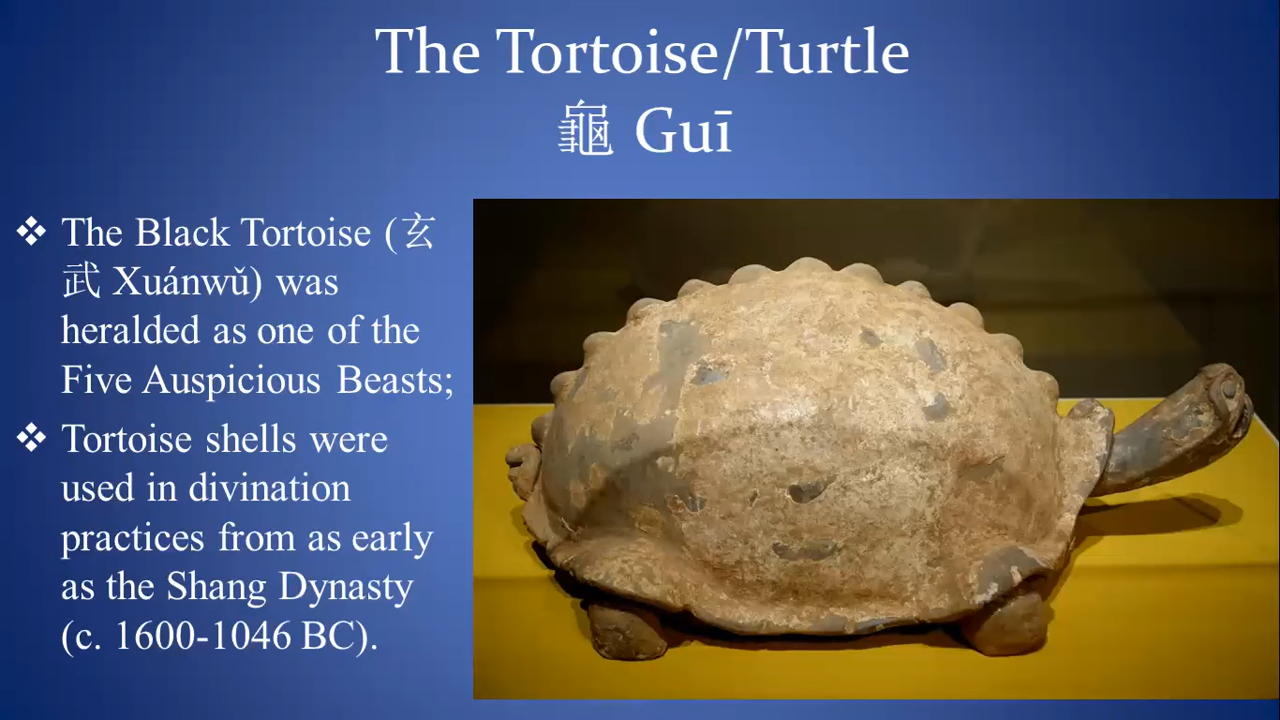 The Tortoise/Turtle
龜 Guī
❖ The Black Tortoise (玄
武 Xuánwǔ) was
heralded as one of the
Five Auspicious Beasts;
❖ Tortoise shells were
used in divination
practices from as early
as the Shang Dynasty
(c. 1600-1046 BC).